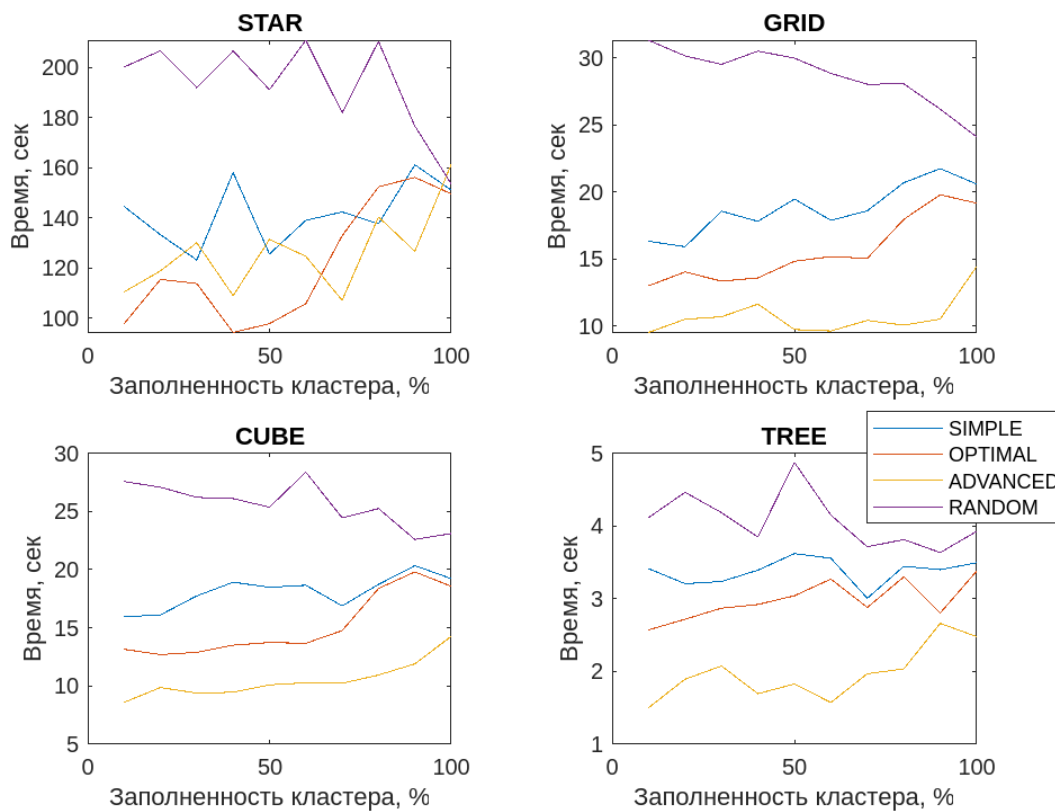 STAR
200
180
160
140
120
100
Время, сек
0
50
100
Заполненность кластера, %
GRID
30
25
20
15
10
Время, сек
0
50
100
Заполненность кластера, %
CUBE
30
25
20
15
10
5
Время, сек
0
50
100
Заполненность кластера, %
TREE
5
4
3
2
1
Время, сек
0
50
100
Заполненность кластера, %
SIMPLE
OPTIMAL
ADVANCED
RANDOM